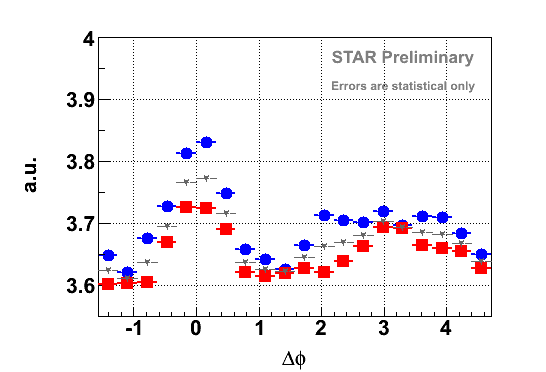 4
STAR Preliminary
Errors are statistical only
3.9
3.8
a.u.
3.7
3.6
-1 0 1 2 3 4
Δϕ